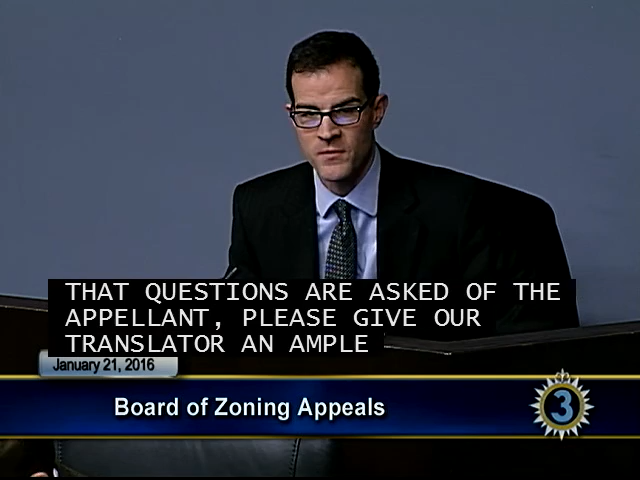 THAT QUESTIONS ARE ASKED OF THE
APPELLANT, PLEASE GIVE OUR
TRANSLATOR AN AMPLE
January 21, 2016
Board of Zoning Appeals
3